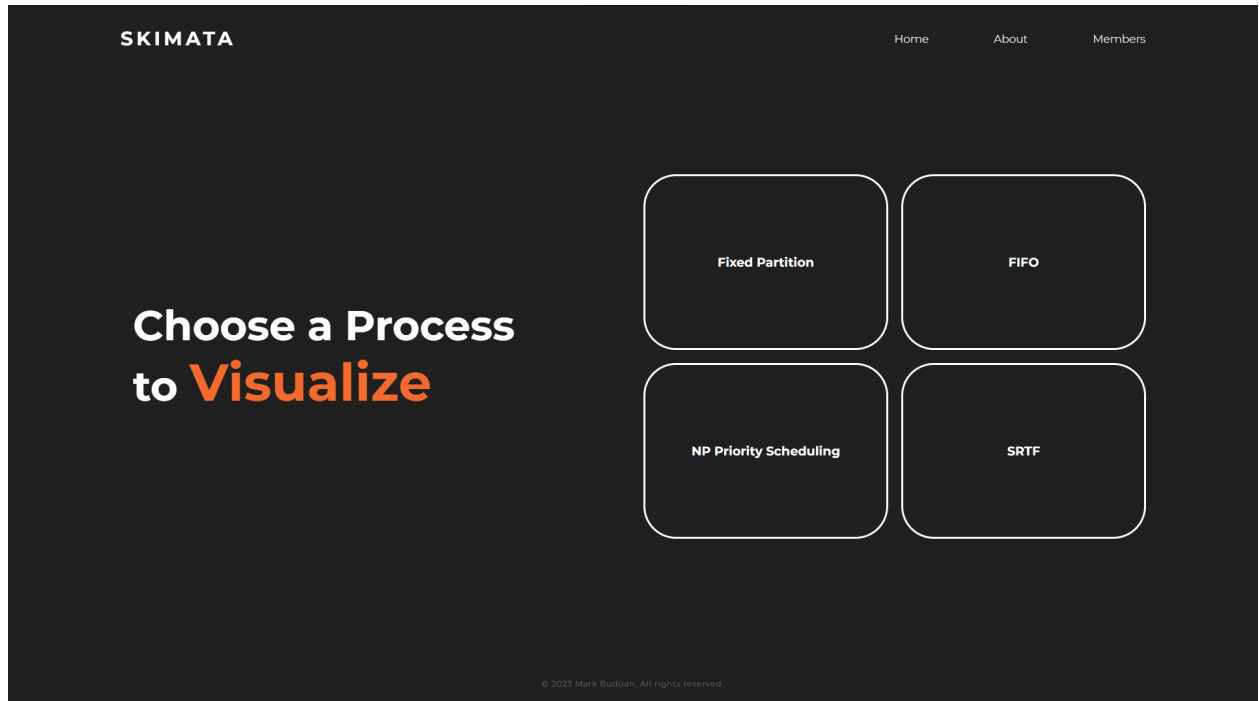 SKIMATA
Home About Members
Choose a Process
to Visualize
Fixed Partition
FIFO
NP Priority Scheduling
SRTF
© 2023 Mark Buduan. All rights reserved.